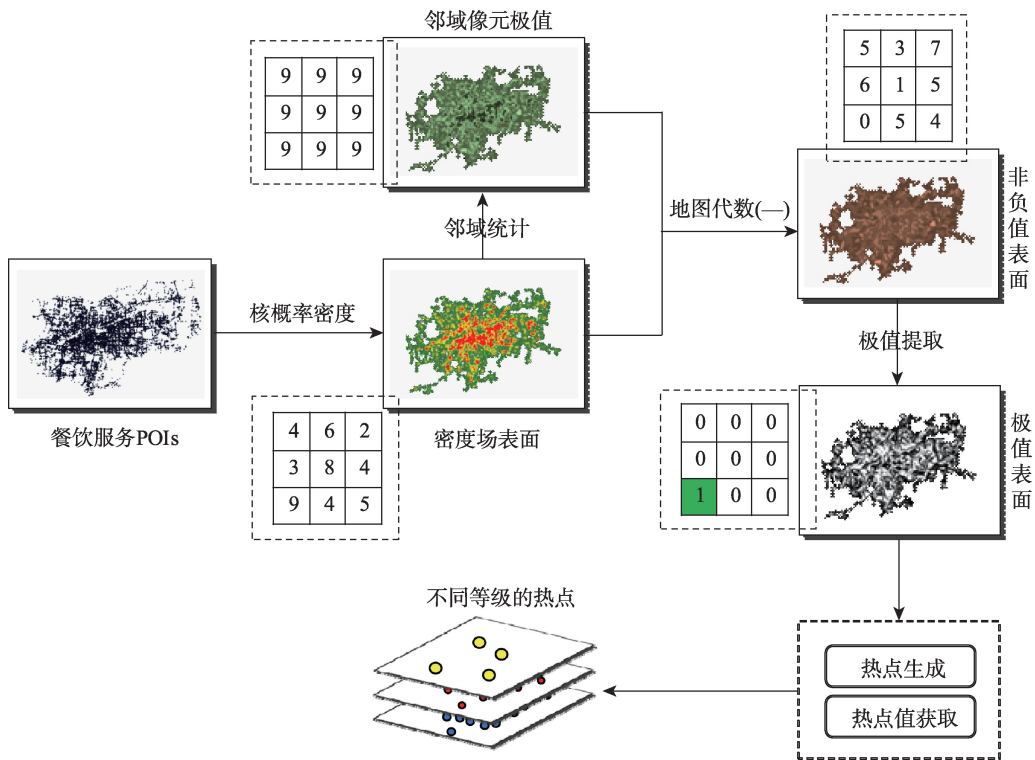 邻域像元极值
9 9 9
9 9 9
9 9 9
5 3 7
6 1 5
0 5 4
非负值表面
地图代数(—)
邻域统计
核概率密度
餐饮服务POIs
密度场表面
4 6 2
3 8 4
9 4 5
极值提取
0 0 0
0 0 0
1 0 0
极值表面
不同等级的热点
热点生成
热点值获取